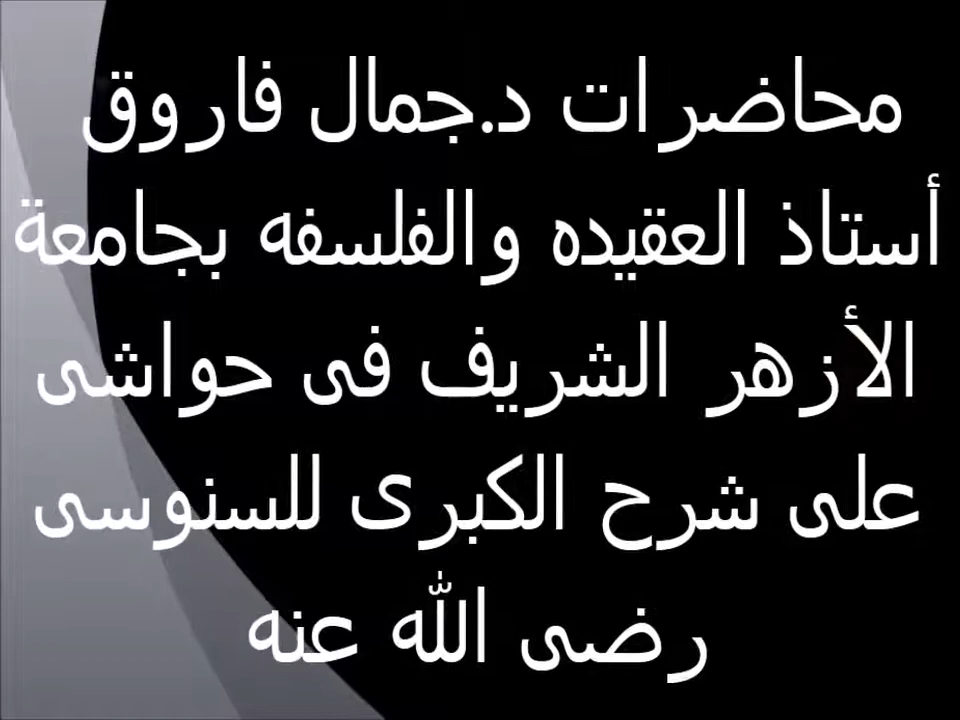 محاضرات د.جمال فاروق
أستاذ العقيده والفلسفه بجامعة
الأزهر الشريف فى حواشى
على شرح الكبرى للسنوسى
رضى الله عنه